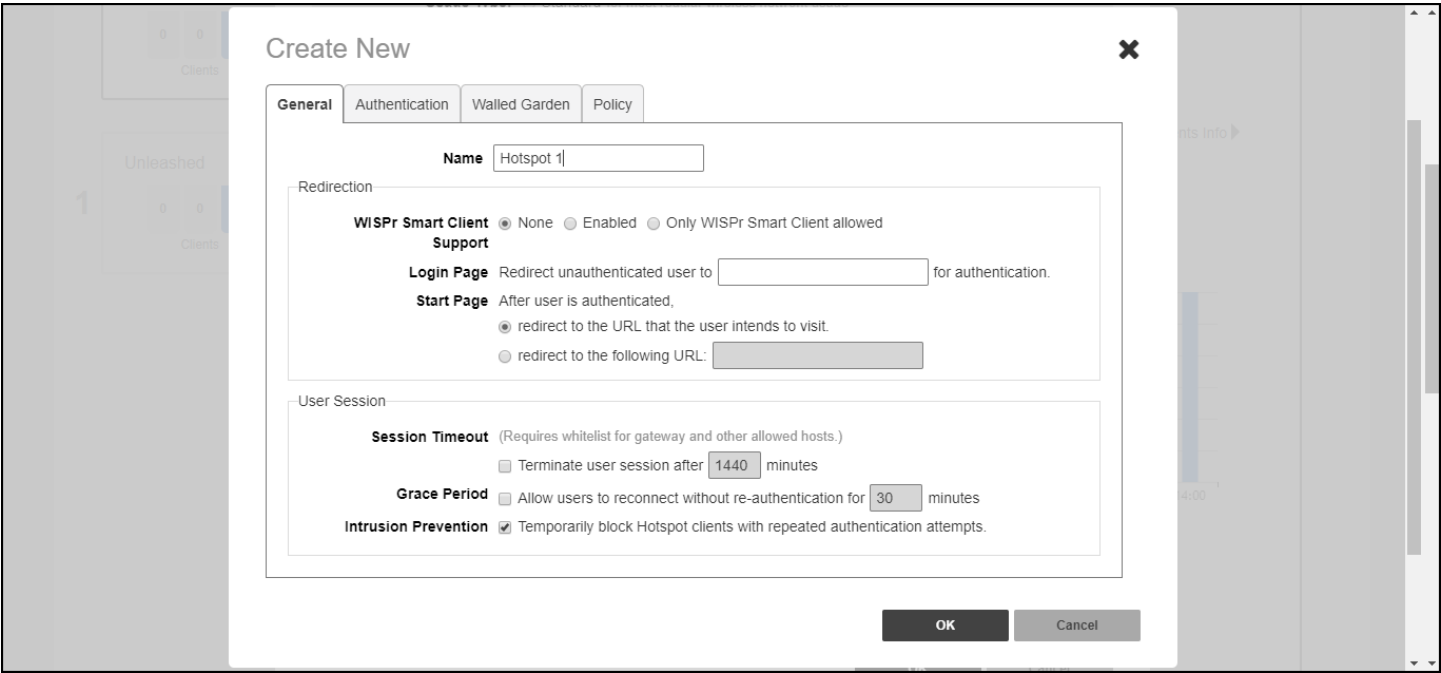 Create New
General Authentication Walled Garden Policy
Name Hotspot 1
Redirection
WISPr Smart Client Support None Enabled Only WISPr Smart Client allowed
Login Page Redirect unauthenticated user to for authentication.
Start Page After user is authenticated,
redirect to the URL that the user intends to visit.
redirect to the following URL:
User Session
Session Timeout (Requires whitelist for gateway and other allowed hosts.)
Terminate user session after 1440 minutes
Grace Period Allow users to reconnect without re-authentication for 30 minutes
Intrusion Prevention Temporarily block Hotspot clients with repeated authentication attempts.
OK Cancel
0 0
Clients
nts Info
Unleashed
1 0 0
Clients
4:00